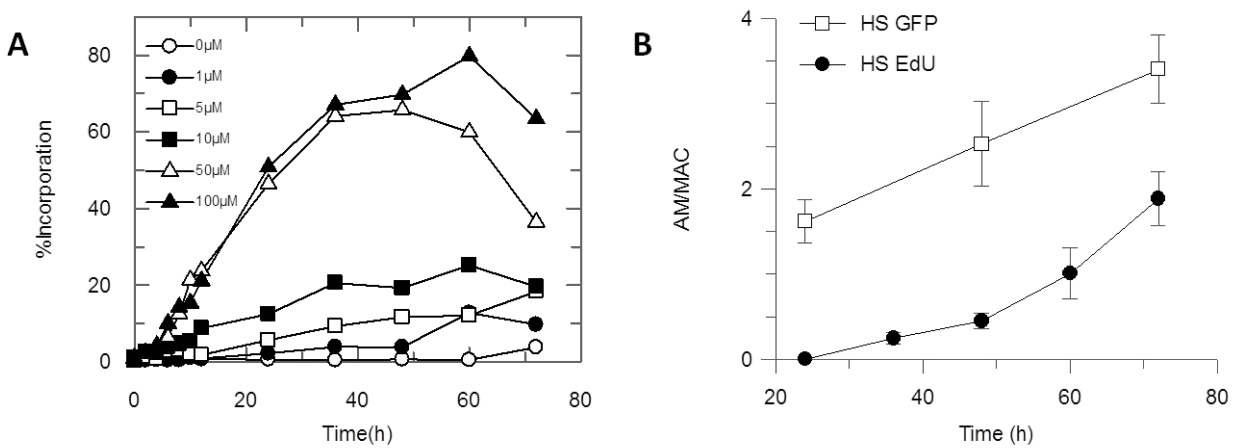 A
0µM
1µM
5µM
10µM
50µM
100µM
%Incorporation
80
60
40
20
0
0 20 40 60 80
Time(h)
B
HS GFP
HS EdU
AM/MAC
4
2
0
20 40 60 80
Time (h)